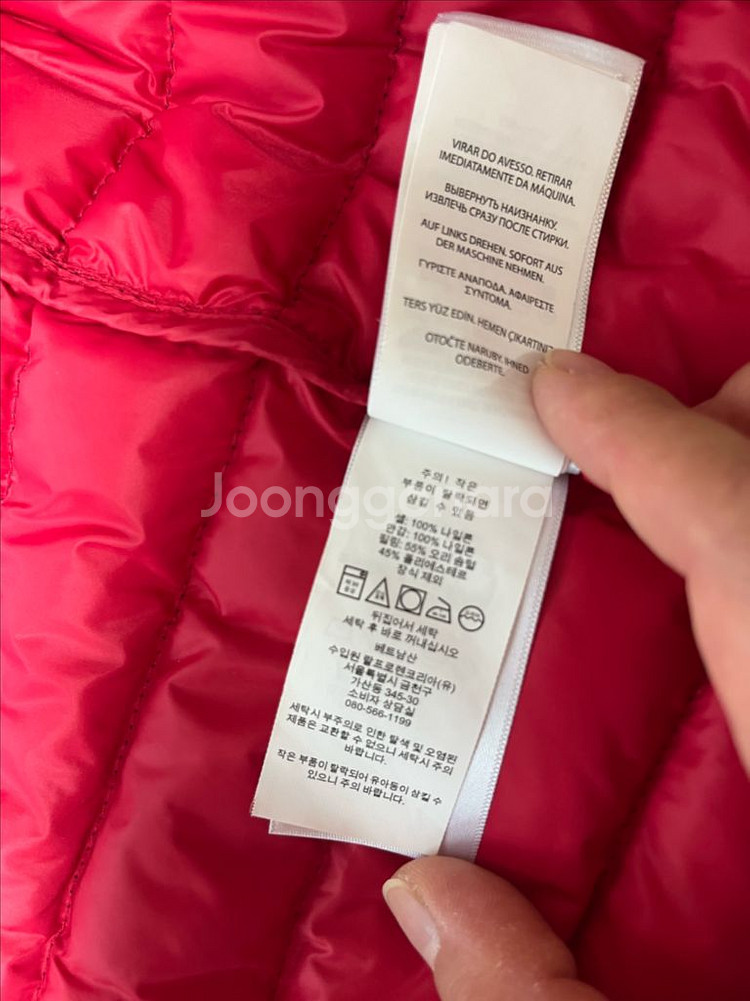 VIRAR DO AVESSO. RETIRAR
IMEDIATAMENTE DA MÁQUINA.
ВЫВЕРНУТЬ НАИЗНАНКУ.
ИЗВЛЕЧЬ СРАЗУ ПОСЛЕ СТИРКИ.
AUF LINKS DREHEN. SOFORT AUS
DER MASCHINE NEHMEN.
ΓΥΡΙΣΤΕ ΑΝΑΠΟΔΑ. ΑΦΑΙΡΕΣΤΕ
ΣΥΝΤΟΜΑ.
TERS YÜZ EDİN. HEMEN ÇIKARTINIZ
OTOČTE NARUBY. IHNED
ODEBERTE.
주의! 작은
부품이 탈락되면
삼킬 수 있음
Joonggonara
셸: 100% 나일론
안감: 100% 나일론
필링: 55% 오리 솜털
45% 폴리에스테르
장식 제외
뒤집어서 세탁
세탁 후 바로 꺼내십시오
베트남산
수입원 랄프로렌코리아(유)
서울특별시 금천구
가산동 345-30
소비자 상담실
080-566-1199
세탁시 부주의로 인한 탈색 및 오염된
제품은 교환할 수 없으니 세탁시 주의
바랍니다.
작은 부품이 탈락되어 유아동이 삼킬 수
있으니 주의 바랍니다.